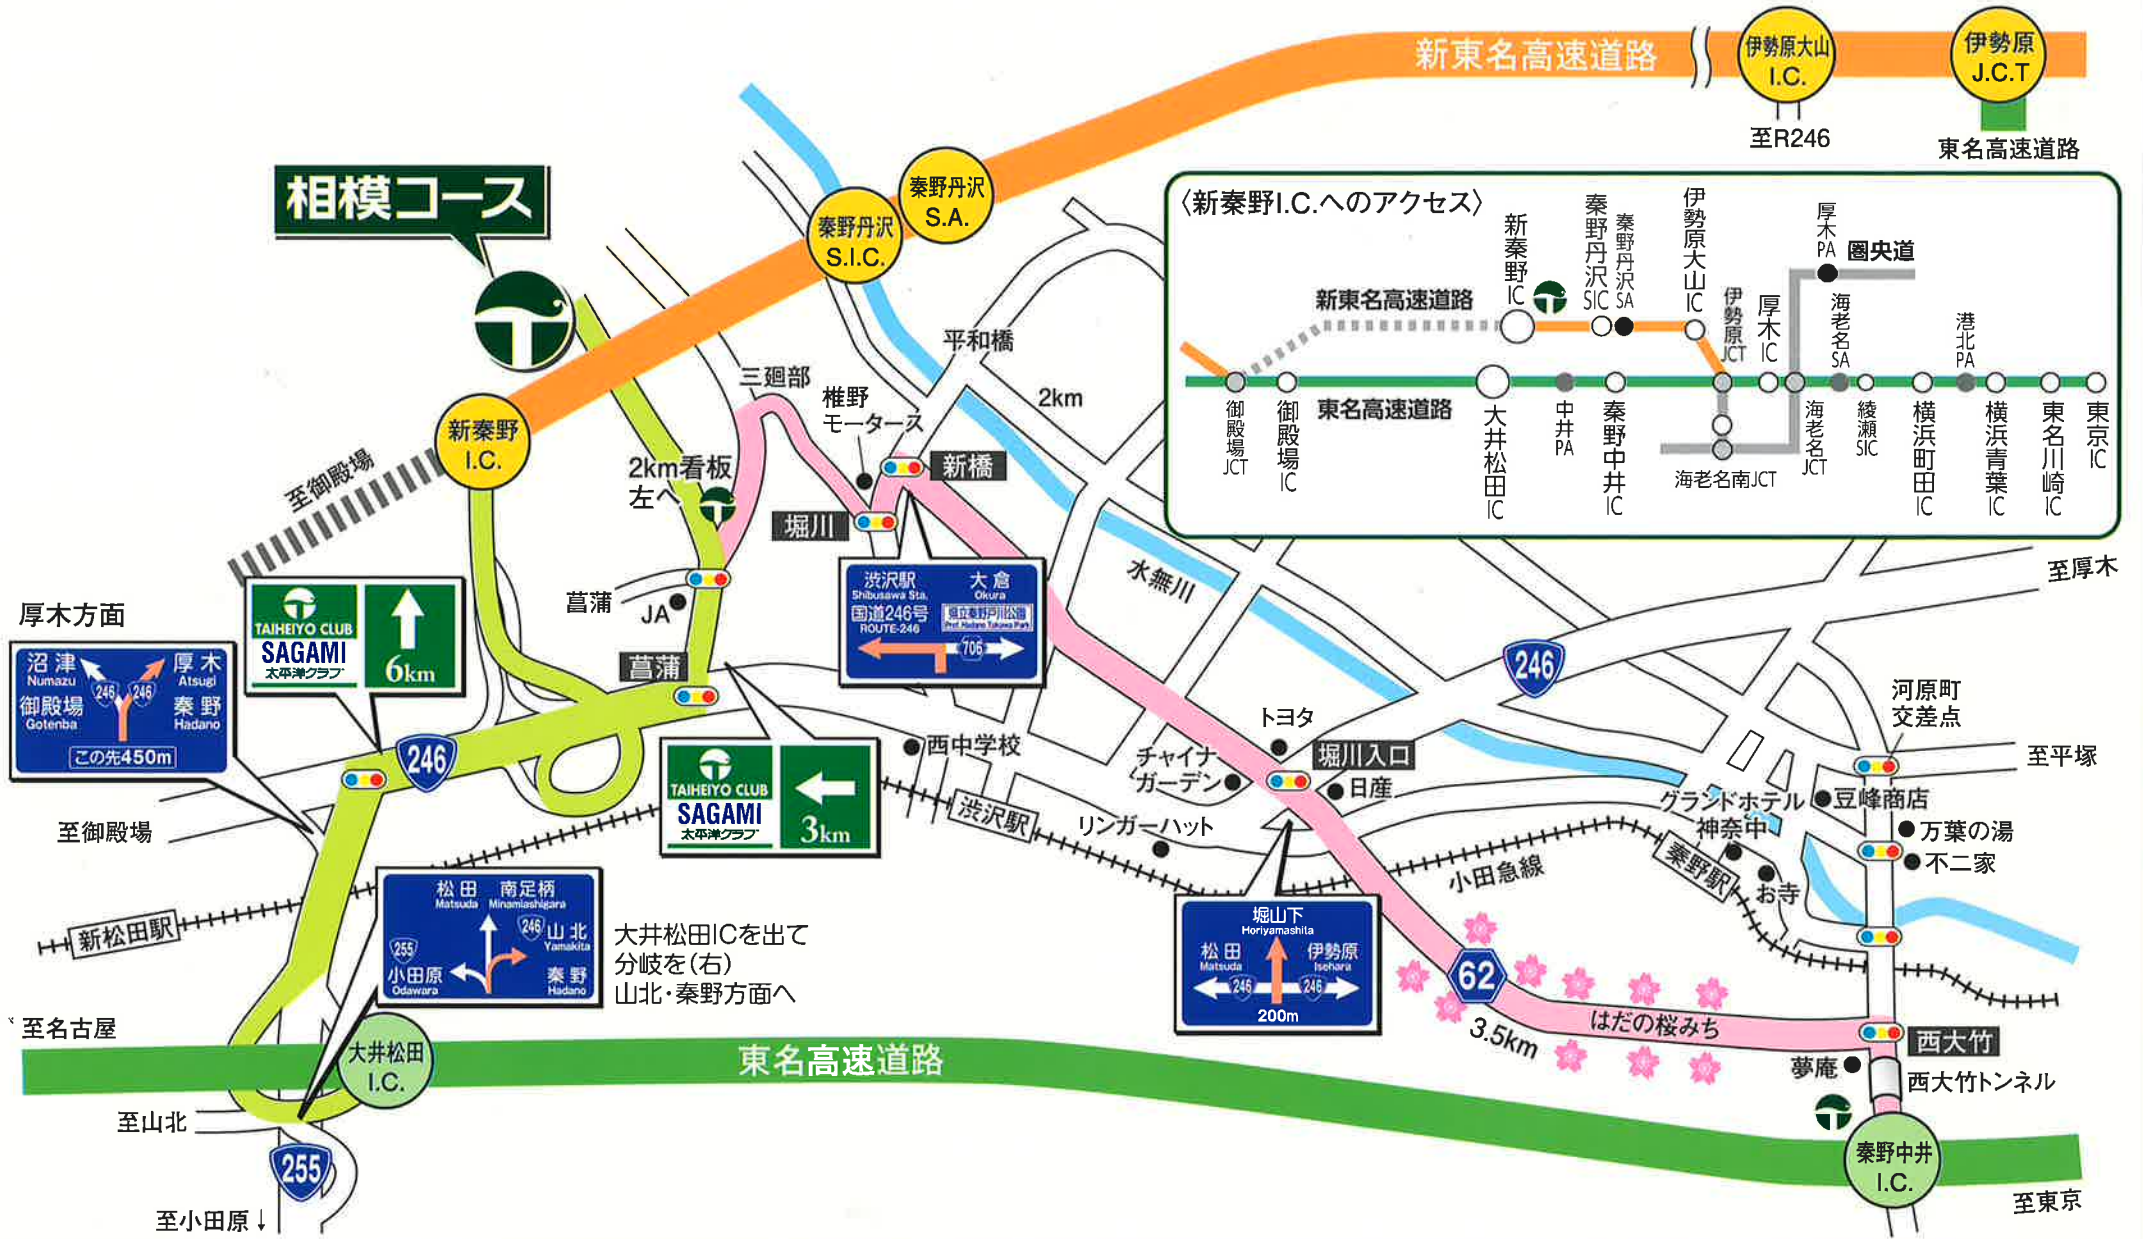 新東名高速道路
伊勢原大山
I.C.
伊勢原
J.C.T
至R246
東名高速道路
相模コース
秦野丹沢
S.A.
秦野丹沢
S.I.C.
〈新秦野I.C.へのアクセス〉
新秦野IC
秦野丹沢SIC
秦野丹沢SA
伊勢原大山IC
厚木PA
圏央道
新東名高速道路
伊勢原JCT
厚木IC
海老名SA
港北PA
東名高速道路
御殿場JCT
御殿場IC
大井松田IC
中井PA
秦野中井IC
海老名南JCT
海老名JCT
綾瀬SIC
横浜町田IC
横浜青葉IC
東名川崎IC
東京IC
平和橋
三廻部
椎野
モータース
2km
新秦野
I.C.
至御殿場
2km看板
左へ
新橋
堀川
水無川
至厚木
渋沢駅
Shibusawa Sta.
大倉
Okura
国道246号
ROUTE-246
県立秦野戸川公園
Pref. Hadano Tokawa Park
706
菖蒲
JA
菖蒲
厚木方面
沼津
Numazu
厚木
Atsugi
246
246
御殿場
Gotenba
秦野
Hadano
この先450m
TAIHEIYO CLUB
SAGAMI
太平洋クラブ
6km
246
246
TAIHEIYO CLUB
SAGAMI
太平洋クラブ
3km
西中学校
トヨタ
チャイナ
ガーデン
堀川入口
日産
河原町
交差点
至平塚
グランドホテル
神奈中
豆峰商店
万葉の湯
不二家
至御殿場
渋沢駅
リンガーハット
小田急線
秦野駅
お寺
新松田駅
松田
Matsuda
南足柄
Minamiashigara
246
山北
Yamakita
255
小田原
Odawara
秦野
Hadano
大井松田ICを出て
分岐を(右)
山北・秦野方面へ
堀山下
Horiyamashita
松田
Matsuda
伊勢原
Isehara
246
246
200m
62
はだの桜みち
3.5km
西大竹
夢庵
西大竹トンネル
至名古屋
大井松田
I.C.
東名高速道路
至山北
255
至小田原↓
秦野中井
I.C.
至東京